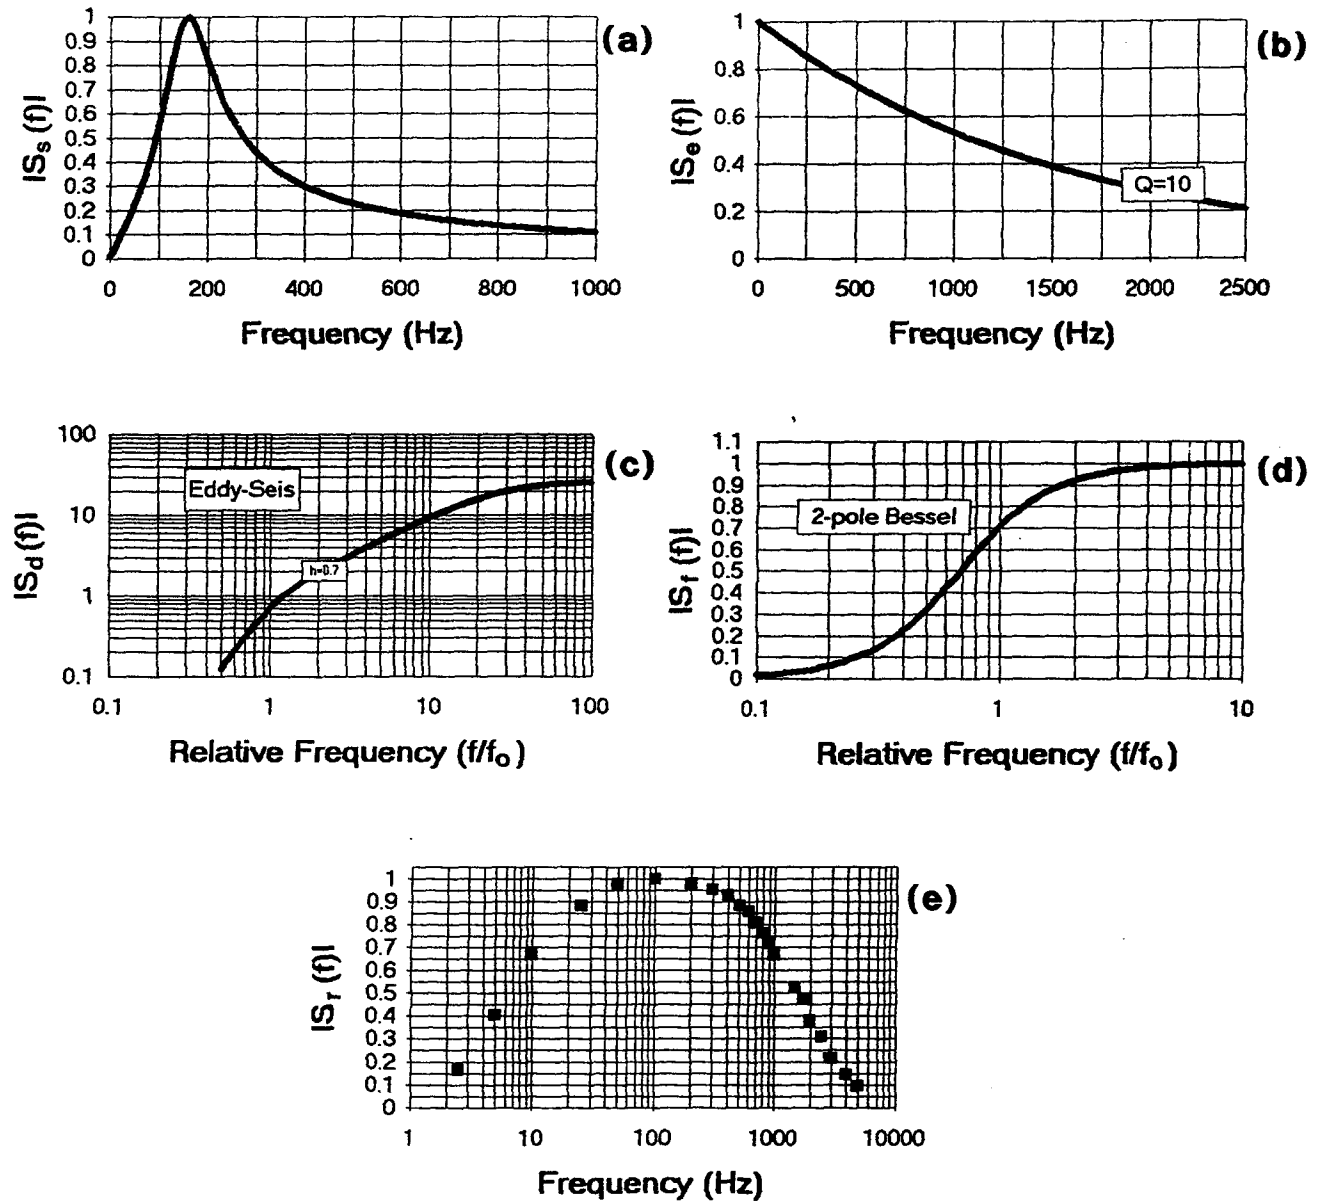 (a)
|Sₛ(f)|
1
0.9
0.8
0.7
0.6
0.5
0.4
0.3
0.2
0.1
0
0 200 400 600 800 1000
Frequency (Hz)
(b)
|Sₑ(f)|
1
0.8
0.6
0.4
0.2
0
Q=10
0 500 1000 1500 2000 2500
Frequency (Hz)
(c)
|S_d(f)|
100
10
1
0.1
Eddy-Seis
h=0.7
0.1 1 10 100
Relative Frequency (f/fₒ)
(d)
|S_f(f)|
1.1
1
0.9
0.8
0.7
0.6
0.5
0.4
0.3
0.2
0.1
0
2-pole Bessel
0.1 1 10
Relative Frequency (f/fₒ)
(e)
|Sᵣ(f)|
1
0.9
0.8
0.7
0.6
0.5
0.4
0.3
0.2
0.1
0
1 10 100 1000 10000
Frequency (Hz)